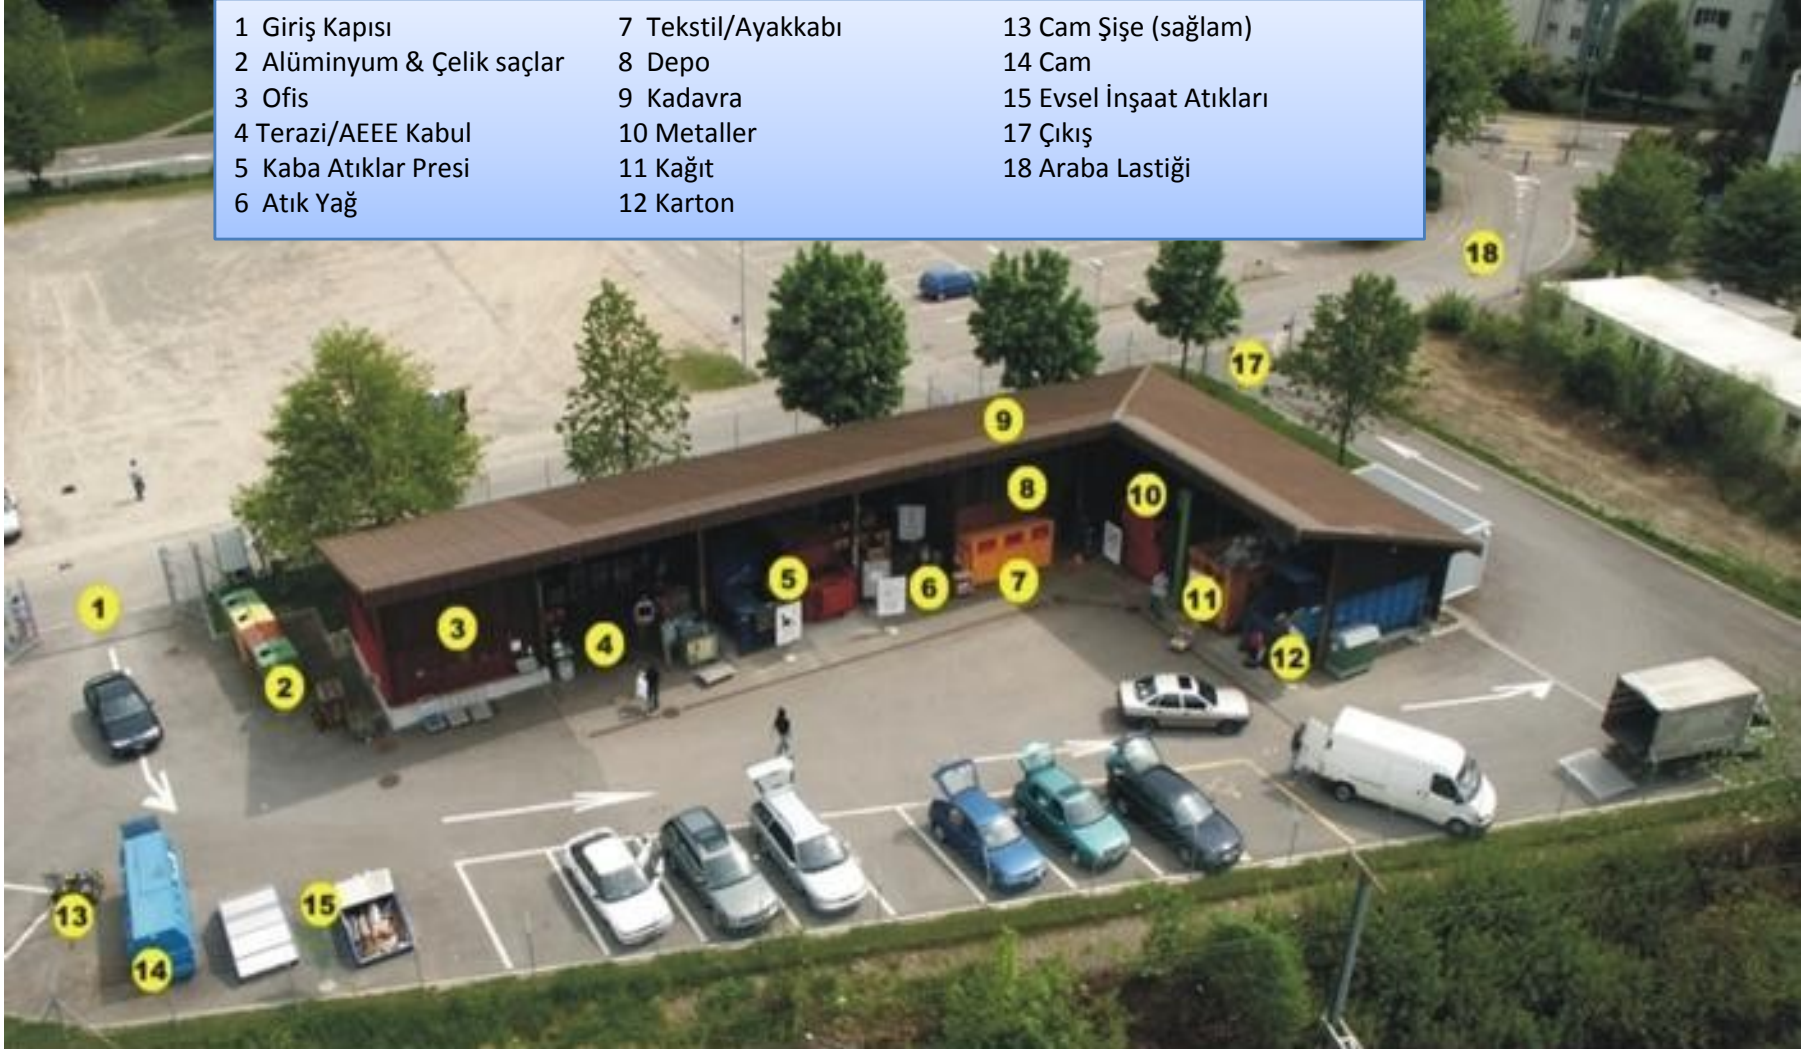 1 Giriş Kapısı
2 Alüminyum & Çelik saçlar
3 Ofis
4 Terazi/AEEE Kabul
5 Kaba Atıklar Presi
6 Atık Yağ
7 Tekstil/Ayakkabı
8 Depo
9 Kadavra
10 Metaller
11 Kağıt
12 Karton
13 Cam Şişe (sağlam)
14 Cam
15 Evsel İnşaat Atıkları
17 Çıkış
18 Araba Lastiği
18
17
9
8
10
5
6
7
11
1
3
4
12
2
15
13
14